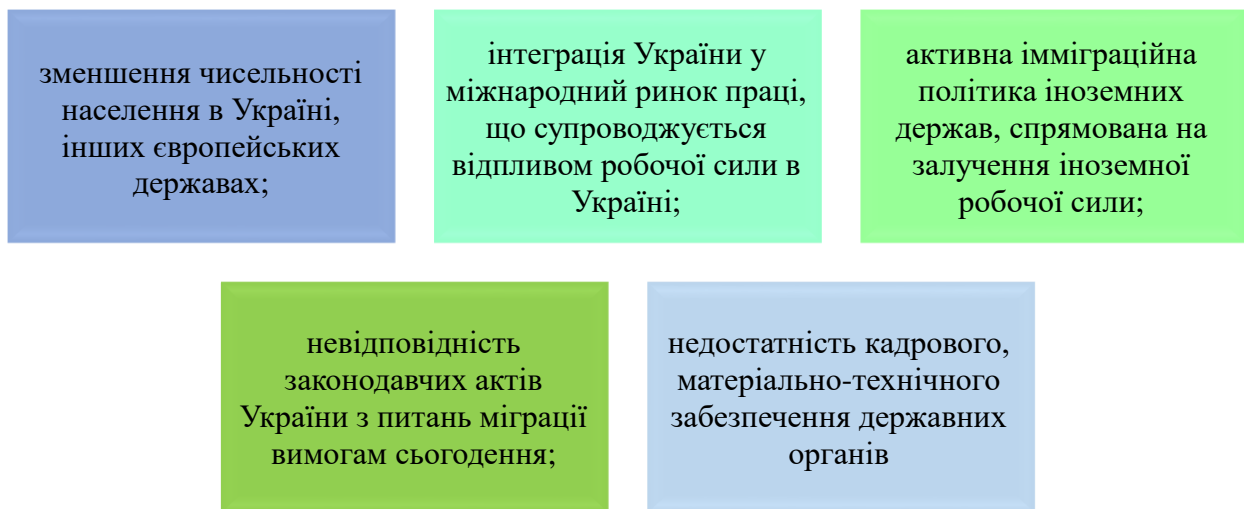 зменшення чисельності
населення в Україні,
інших європейських
державах;
інтеграція України у
міжнародний ринок праці,
що супроводжується
відпливом робочої сили в
Україні;
активна імміграційна
політика іноземних
держав, спрямована на
залучення іноземної
робочої сили;
невідповідність
законодавчих актів
України з питань міграції
вимогам сьогодення;
недостатність кадрового,
матеріально-технічного
забезпечення державних
органів